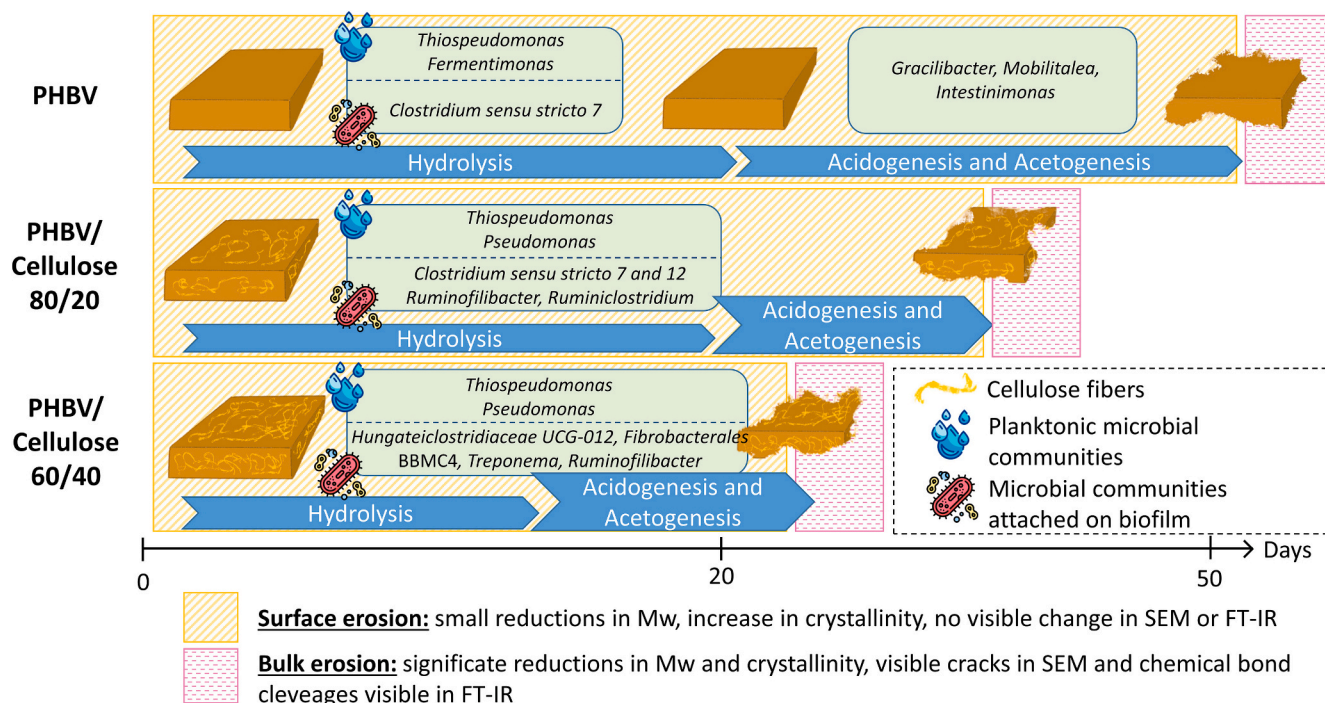 PHBV
Thiospeudomonas
Fermentimonas
Clostridium sensu stricto 7
Gracilibacter, Mobilitalea,
Intestinimonas
Hydrolysis
Acidogenesis and Acetogenesis
PHBV/
Cellulose
80/20
Thiospeudomonas
Pseudomonas
Clostridium sensu stricto 7 and 12
Ruminofilibacter, Ruminiclostridium
Hydrolysis
Acidogenesis and
Acetogenesis
PHBV/
Cellulose
60/40
Thiospeudomonas
Pseudomonas
Hungateiclostridiaceae UCG-012, Fibrobacterales
BBMC4, Treponema, Ruminofilibacter
Hydrolysis
Acidogenesis and
Acetogenesis
Cellulose fibers
Planktonic microbial
communities
Microbial communities
attached on biofilm
0
20
50
Days
Surface erosion: small reductions in Mw, increase in crystallinity, no visible change in SEM or FT-IR
Bulk erosion: significate reductions in Mw and crystallinity, visible cracks in SEM and chemical bond
cleveages visible in FT-IR